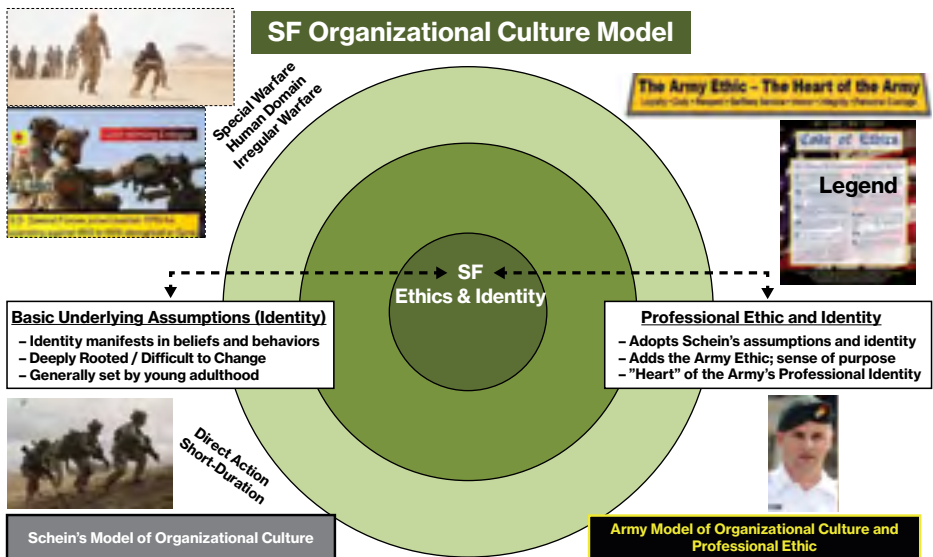 SF Organizational Culture Model
Special Warfare
Human Domain
Irregular Warfare
The Army Ethic – The Heart of the Army
Loyalty • Duty • Respect • Selfless Service • Honor • Integrity • Personal Courage
Code of Ethics
Legend
SF
Ethics & Identity
Basic Underlying Assumptions (Identity)
– Identity manifests in beliefs and behaviors
– Deeply Rooted / Difficult to Change
– Generally set by young adulthood
Professional Ethic and Identity
– Adopts Schein's assumptions and identity
– Adds the Army Ethic; sense of purpose
– "Heart" of the Army's Professional Identity
Direct Action
Short-Duration
Schein's Model of Organizational Culture
Army Model of Organizational Culture and
Professional Ethic